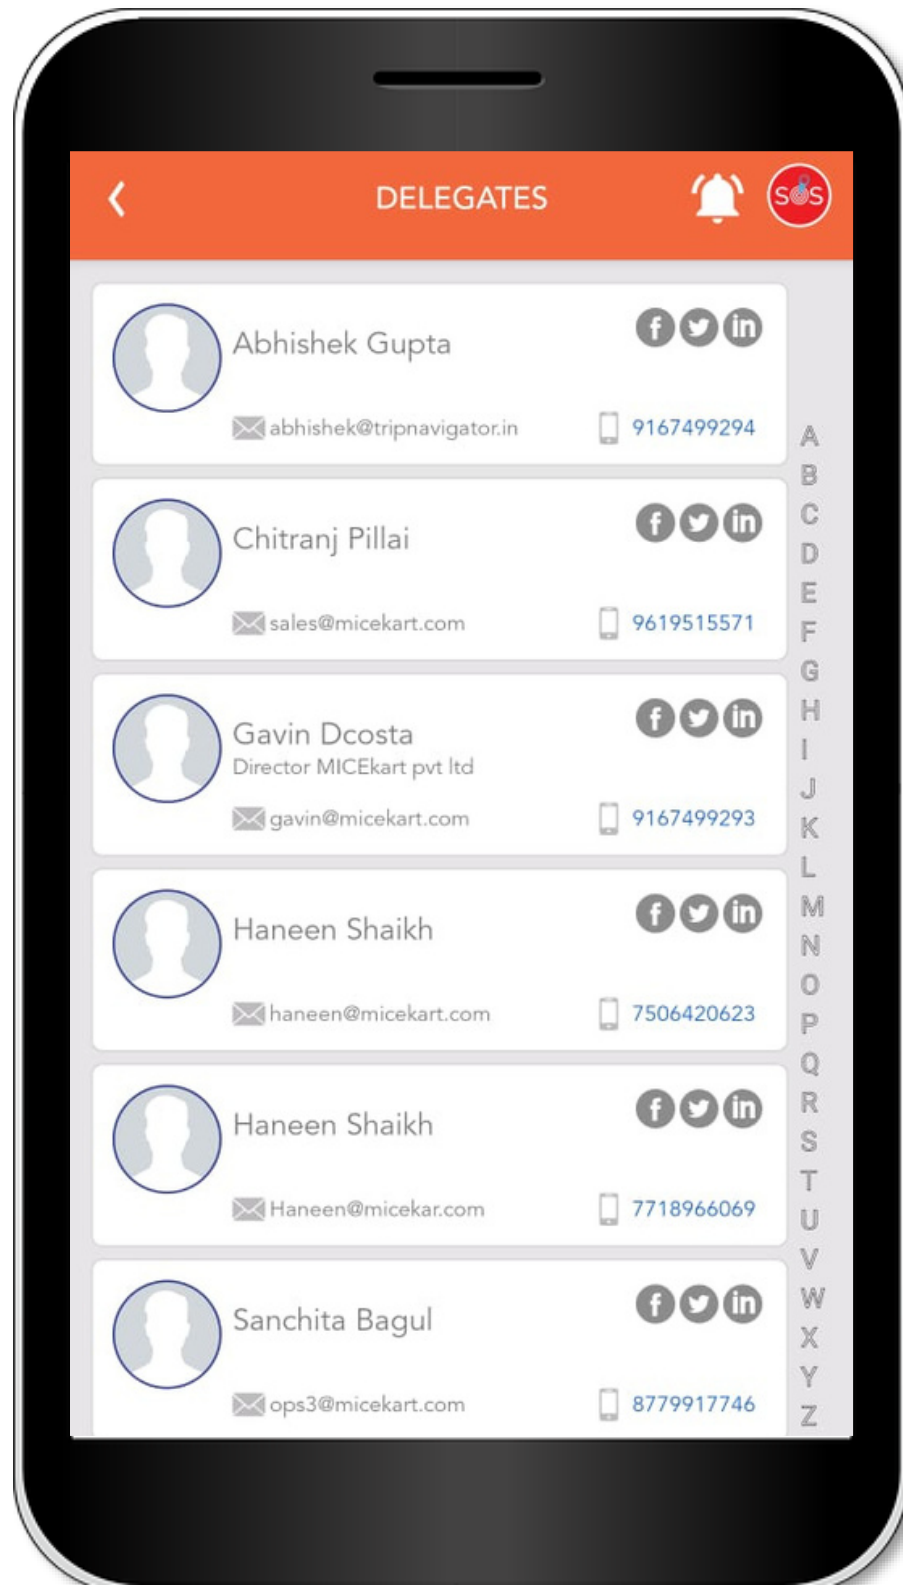 DELEGATES
SOS
Abhishek Gupta
abhishek@tripnavigator.in
9167499294
Chitranj Pillai
sales@micekart.com
9619515571
Gavin Dcosta
Director MICEkart pvt ltd
gavin@micekart.com
9167499293
Haneen Shaikh
haneen@micekart.com
7506420623
Haneen Shaikh
Haneen@micekar.com
7718966069
Sanchita Bagul
ops3@micekart.com
8779917746
A
B
C
D
E
F
G
H
I
J
K
L
M
N
O
P
Q
R
S
T
U
V
W
X
Y
Z